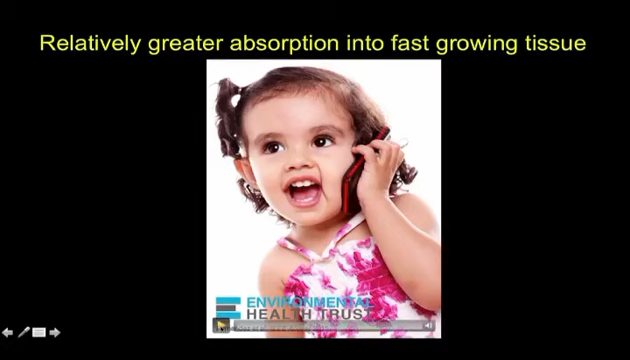 Relatively greater absorption into fast growing tissue
ENVIRONMENTAL
HEALTH TRUST